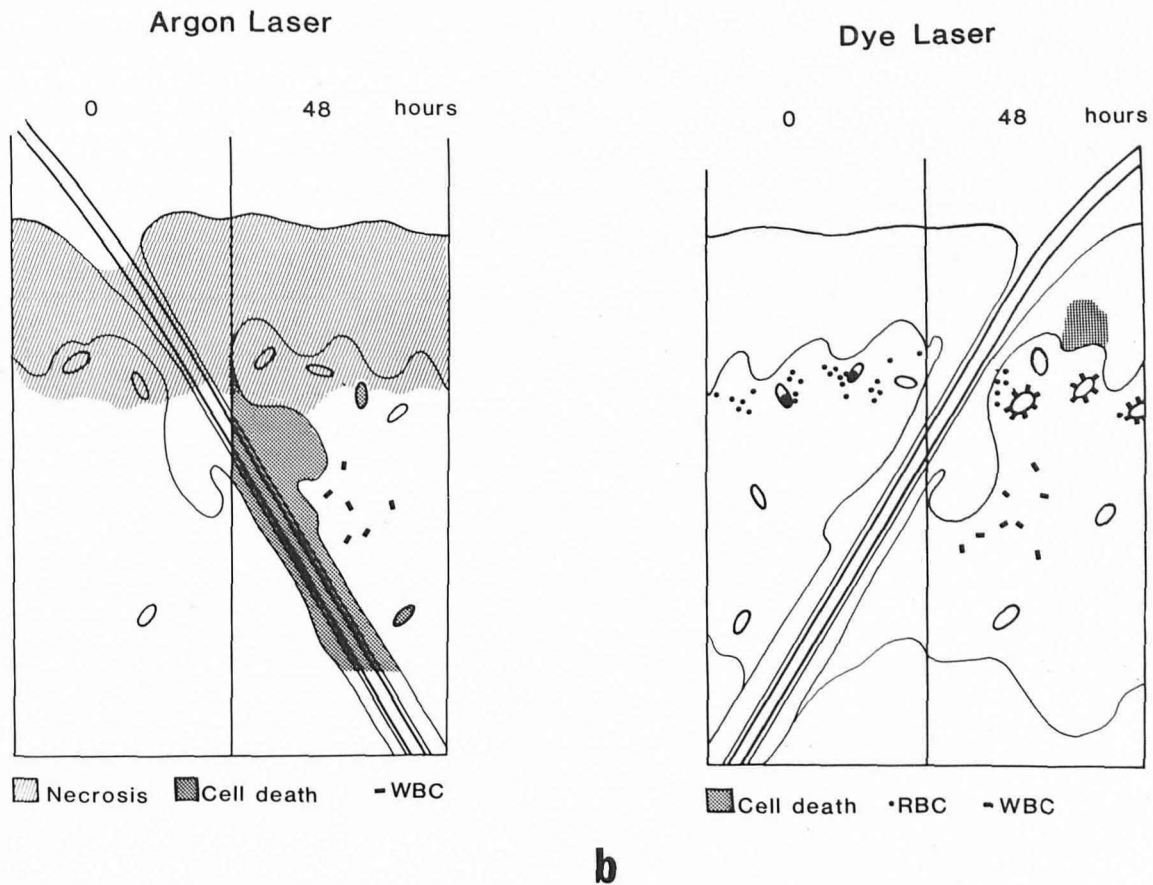 Argon Laser
0 48 hours
Necrosis Cell death WBC
Dye Laser
0 48 hours
Cell death RBC WBC
b